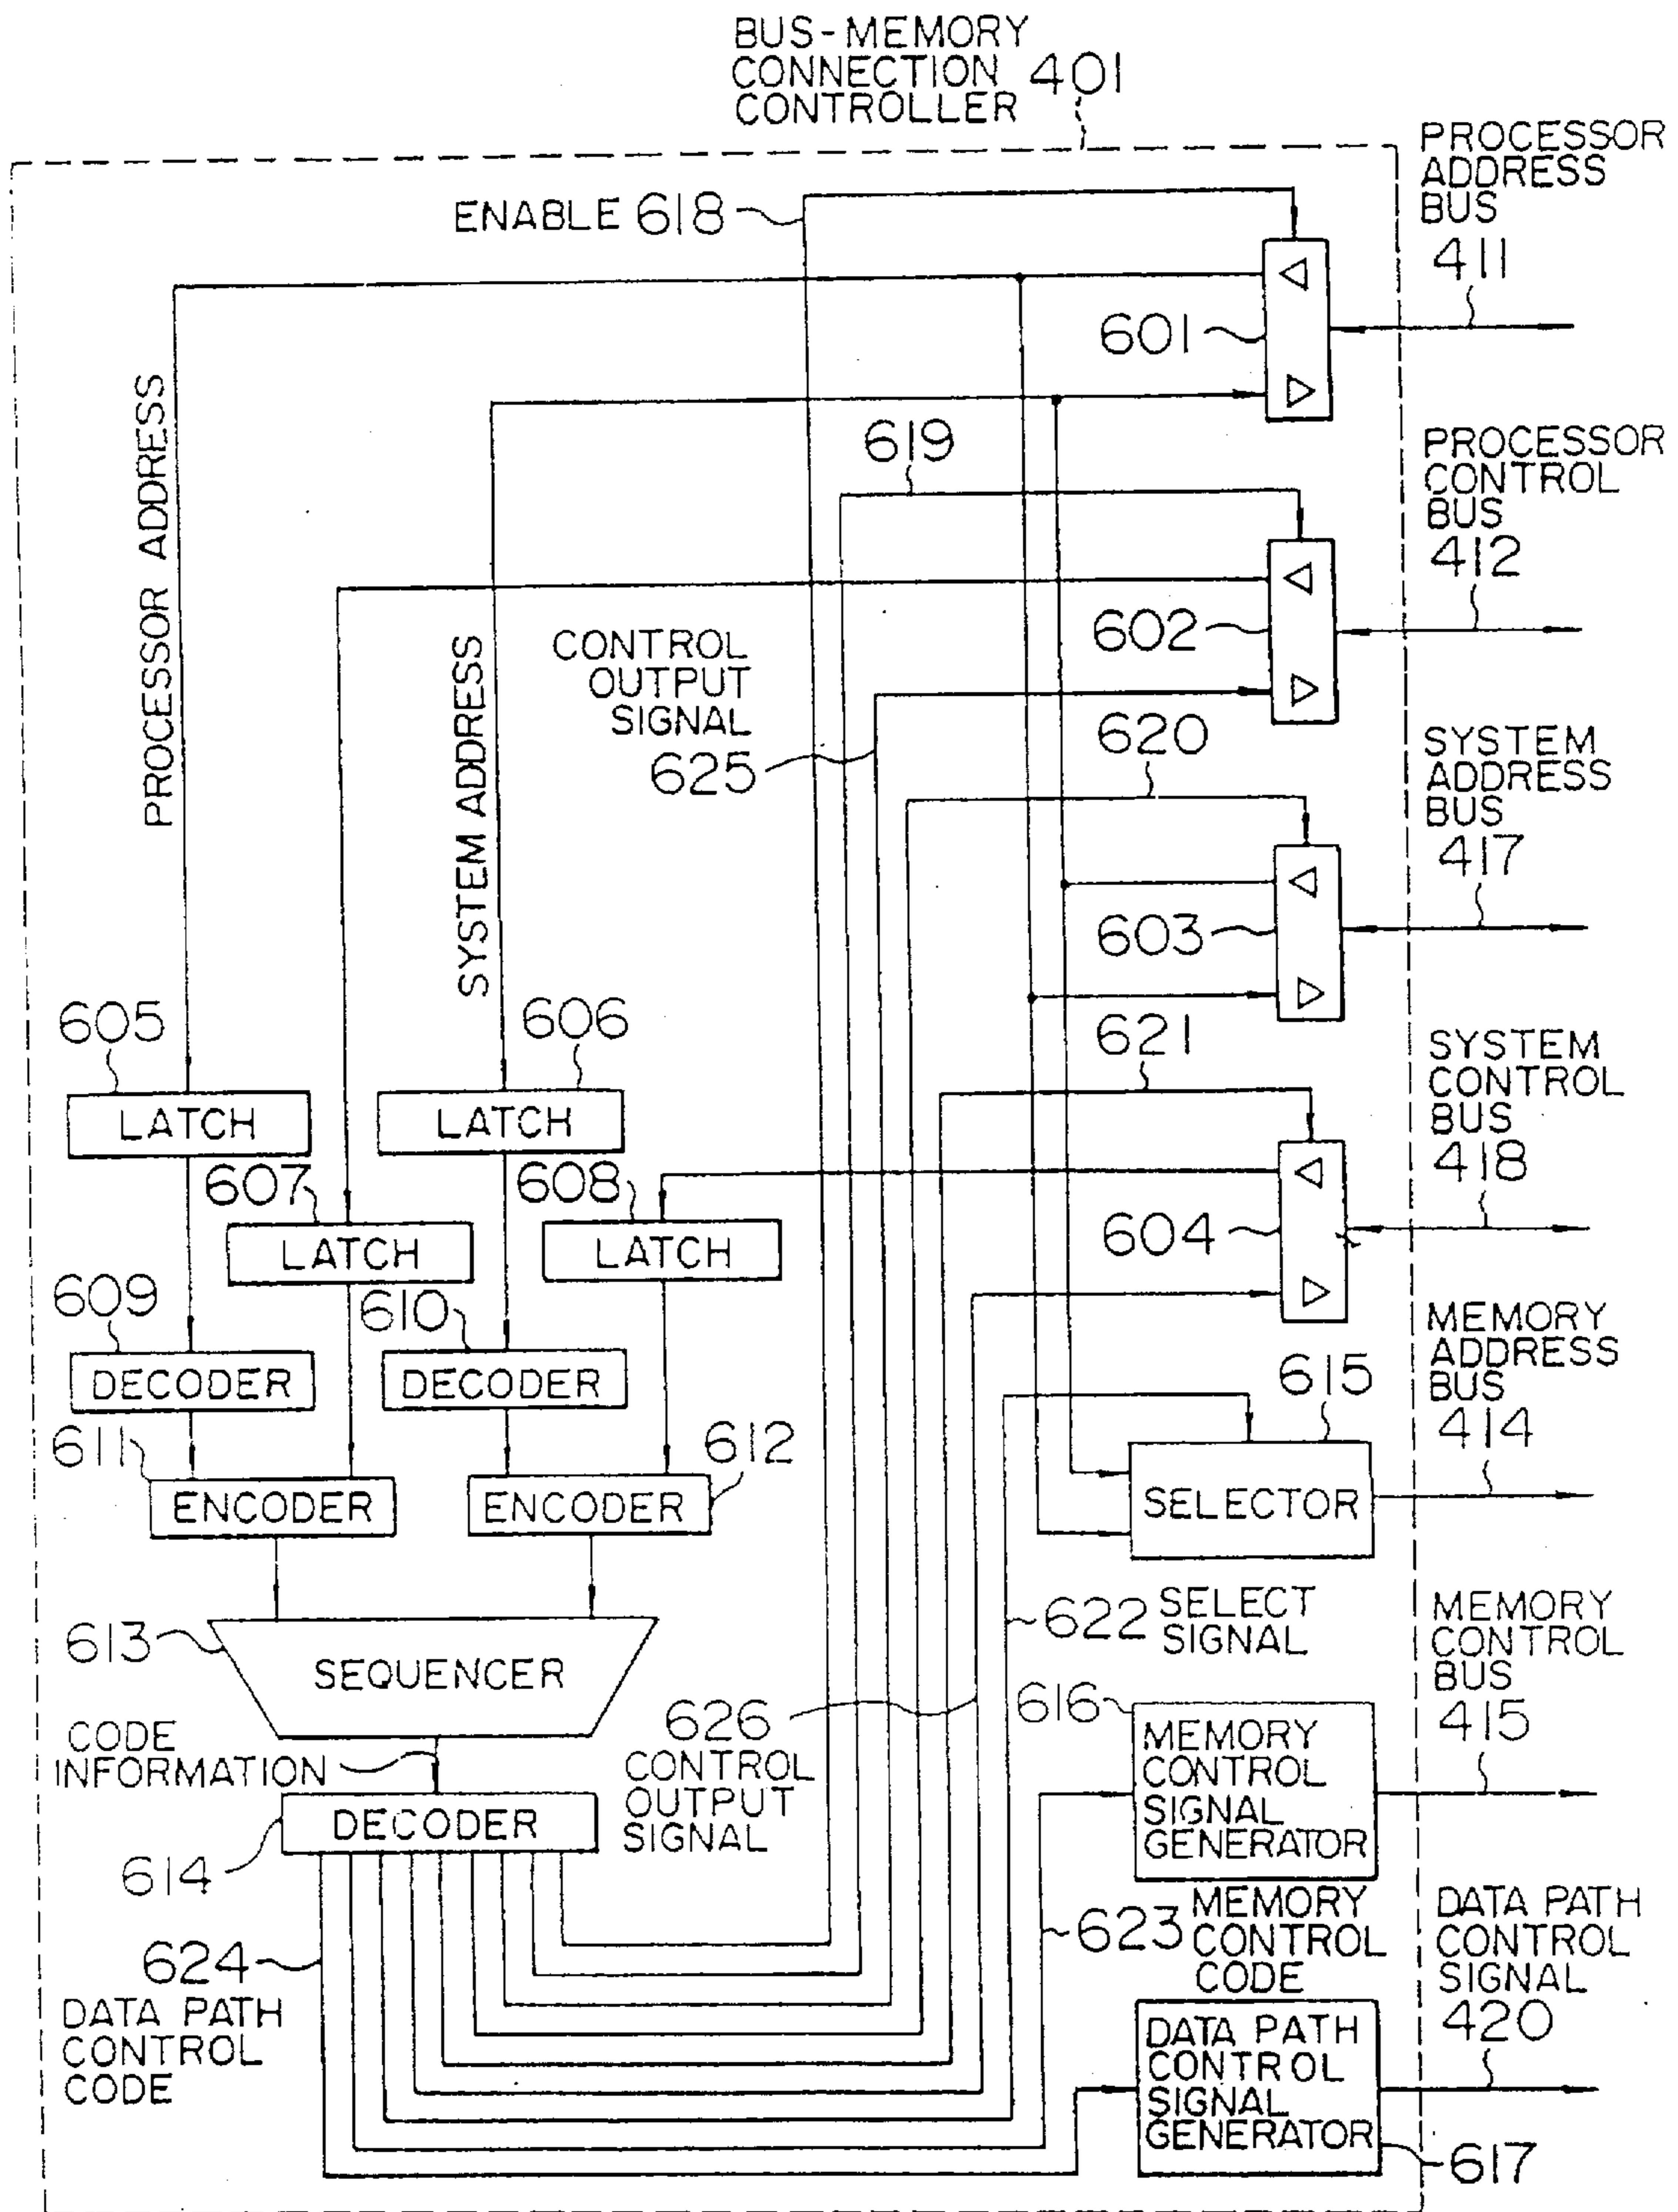 BUS-MEMORY
CONNECTION
CONTROLLER 401
PROCESSOR
ADDRESS
BUS
411
ENABLE 618
601
PROCESSOR ADDRESS
619
PROCESSOR
CONTROL
BUS
412
602
SYSTEM ADDRESS
CONTROL
OUTPUT
SIGNAL
625
620
SYSTEM
ADDRESS
BUS
417
603
605
606
621
SYSTEM
CONTROL
BUS
418
LATCH
LATCH
607
608
604
LATCH
LATCH
609
610
MEMORY
ADDRESS
BUS
414
615
DECODER
DECODER
611
612
ENCODER
ENCODER
SELECTOR
613
SEQUENCER
622 SELECT
SIGNAL
MEMORY
CONTROL
BUS
415
CODE
INFORMATION
626
CONTROL
OUTPUT
SIGNAL
616
MEMORY
CONTROL
SIGNAL
GENERATOR
DECODER
614
624
DATA PATH
CONTROL
CODE
623 MEMORY
CONTROL
CODE
DATA PATH
CONTROL
SIGNAL
420
DATA PATH
CONTROL
SIGNAL
GENERATOR
617